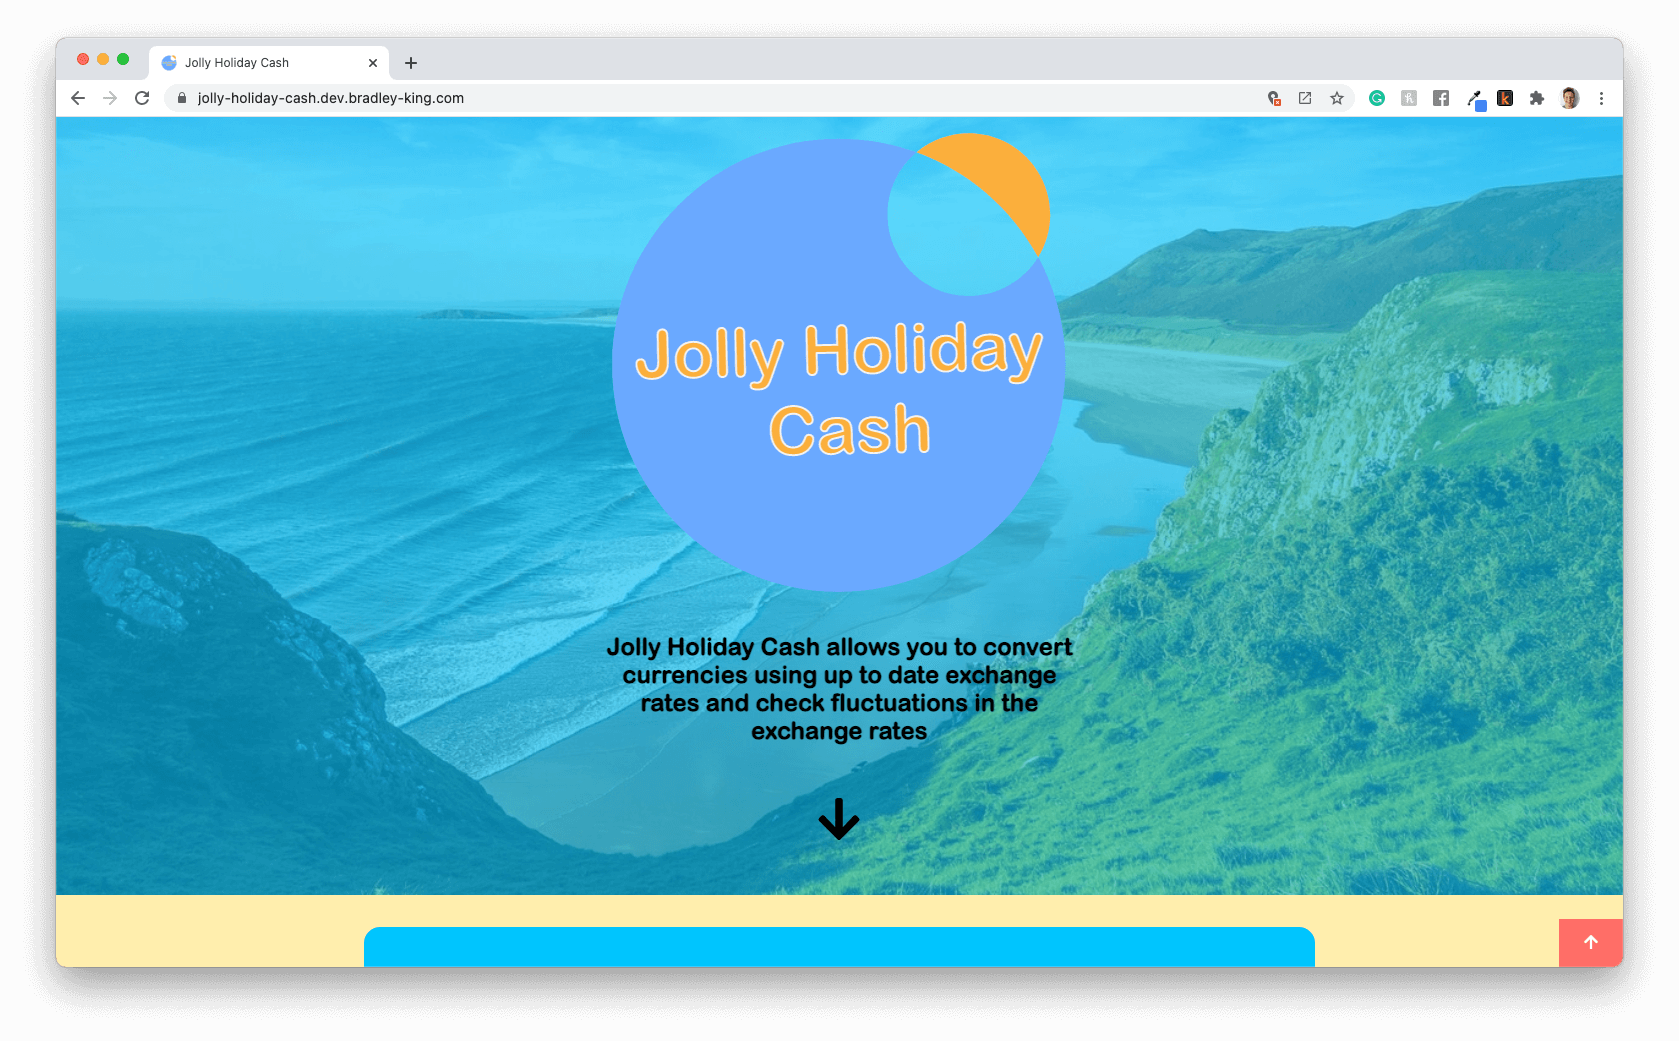 Jolly Holiday Cash
jolly-holiday-cash.dev.bradley-king.com
Jolly Holiday
Cash
Jolly Holiday Cash allows you to convert
currencies using up to date exchange
rates and check fluctuations in the
exchange rates